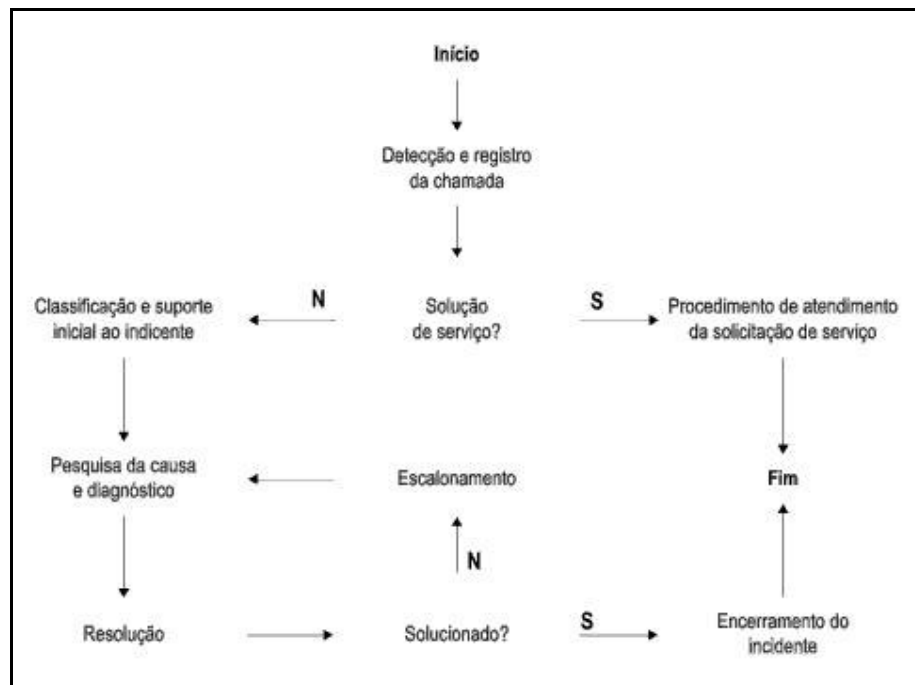 Início
Detecção e registro
da chamada
Classificação e suporte
inicial ao indicente
N
Solução
de serviço?
S
Procedimento de atendimento
da solicitação de serviço
Pesquisa da causa
e diagnóstico
Escalonamento
Fim
N
Resolução
Solucionado?
S
Encerramento do
incidente